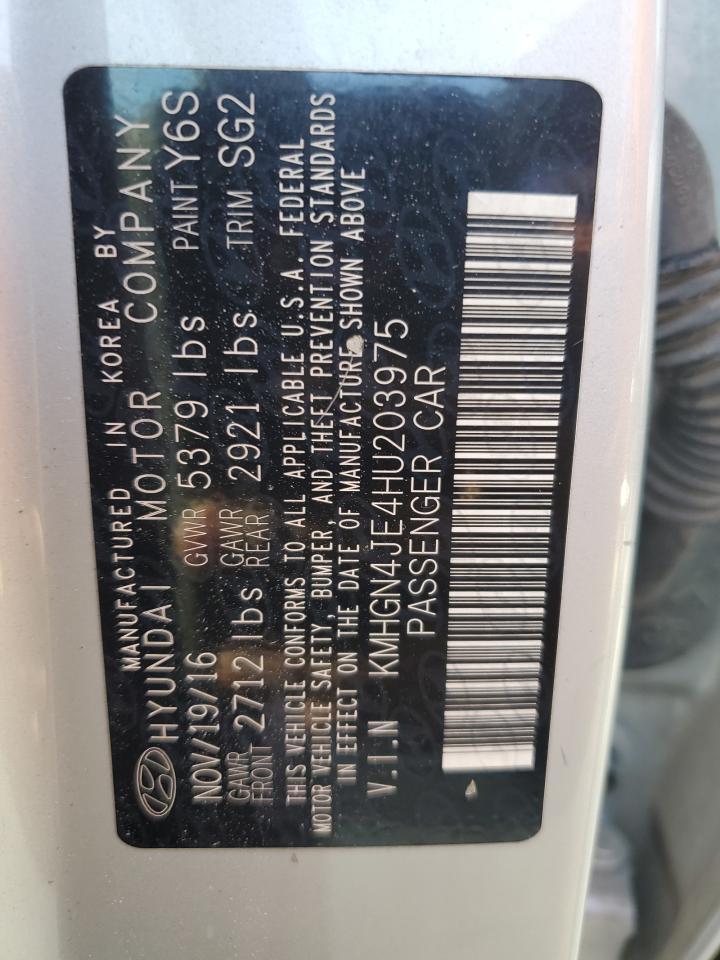 MANUFACTURED IN KOREA BY
HYUNDAI MOTOR COMPANY
NOV/19/16 GVWR 5379 lbs PAINT Y6S
GAWR FRONT 2712 lbs GAWR REAR 2921 lbs TRIM SG2
THIS VEHICLE CONFORMS TO ALL APPLICABLE U.S.A. FEDERAL
MOTOR VEHICLE SAFETY, BUMPER, AND THEFT PREVENTION STANDARDS
IN EFFECT ON THE DATE OF MANUFACTURE SHOWN ABOVE
V.I.N KMHGN4JE4HU203975
PASSENGER CAR